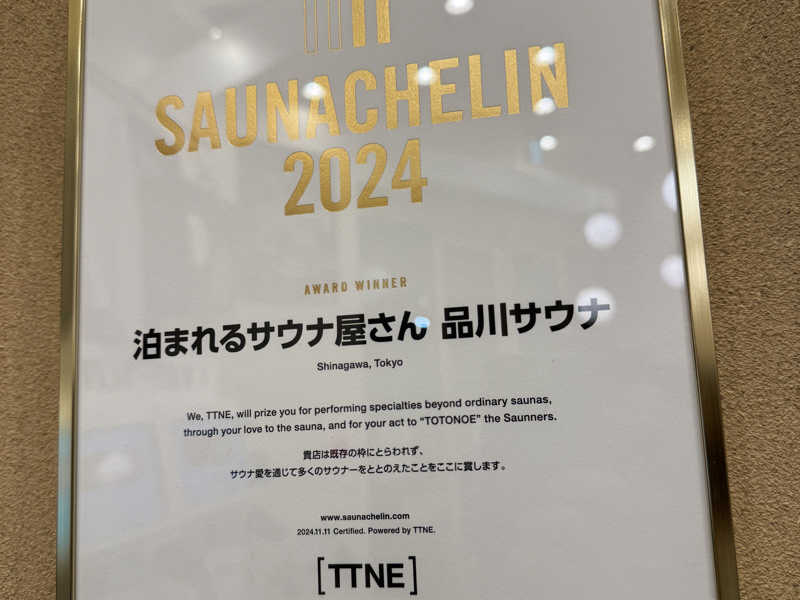 SAUNACHELIN
2024
AWARD WINNER
泊まれるサウナ屋さん 品川サウナ
Shinagawa, Tokyo
We, TTNE, will prize you for performing specialties beyond ordinary saunas,
through your love to the sauna, and for your act to “TOTONOE” the Saunners.
貴店は既存の枠にとらわれず、
サウナ愛を通じて多くのサウナーをととのえたことをここに賞します。
www.saunachelin.com
2024.11.11 Certified. Powered by TTNE.
[TTNE]